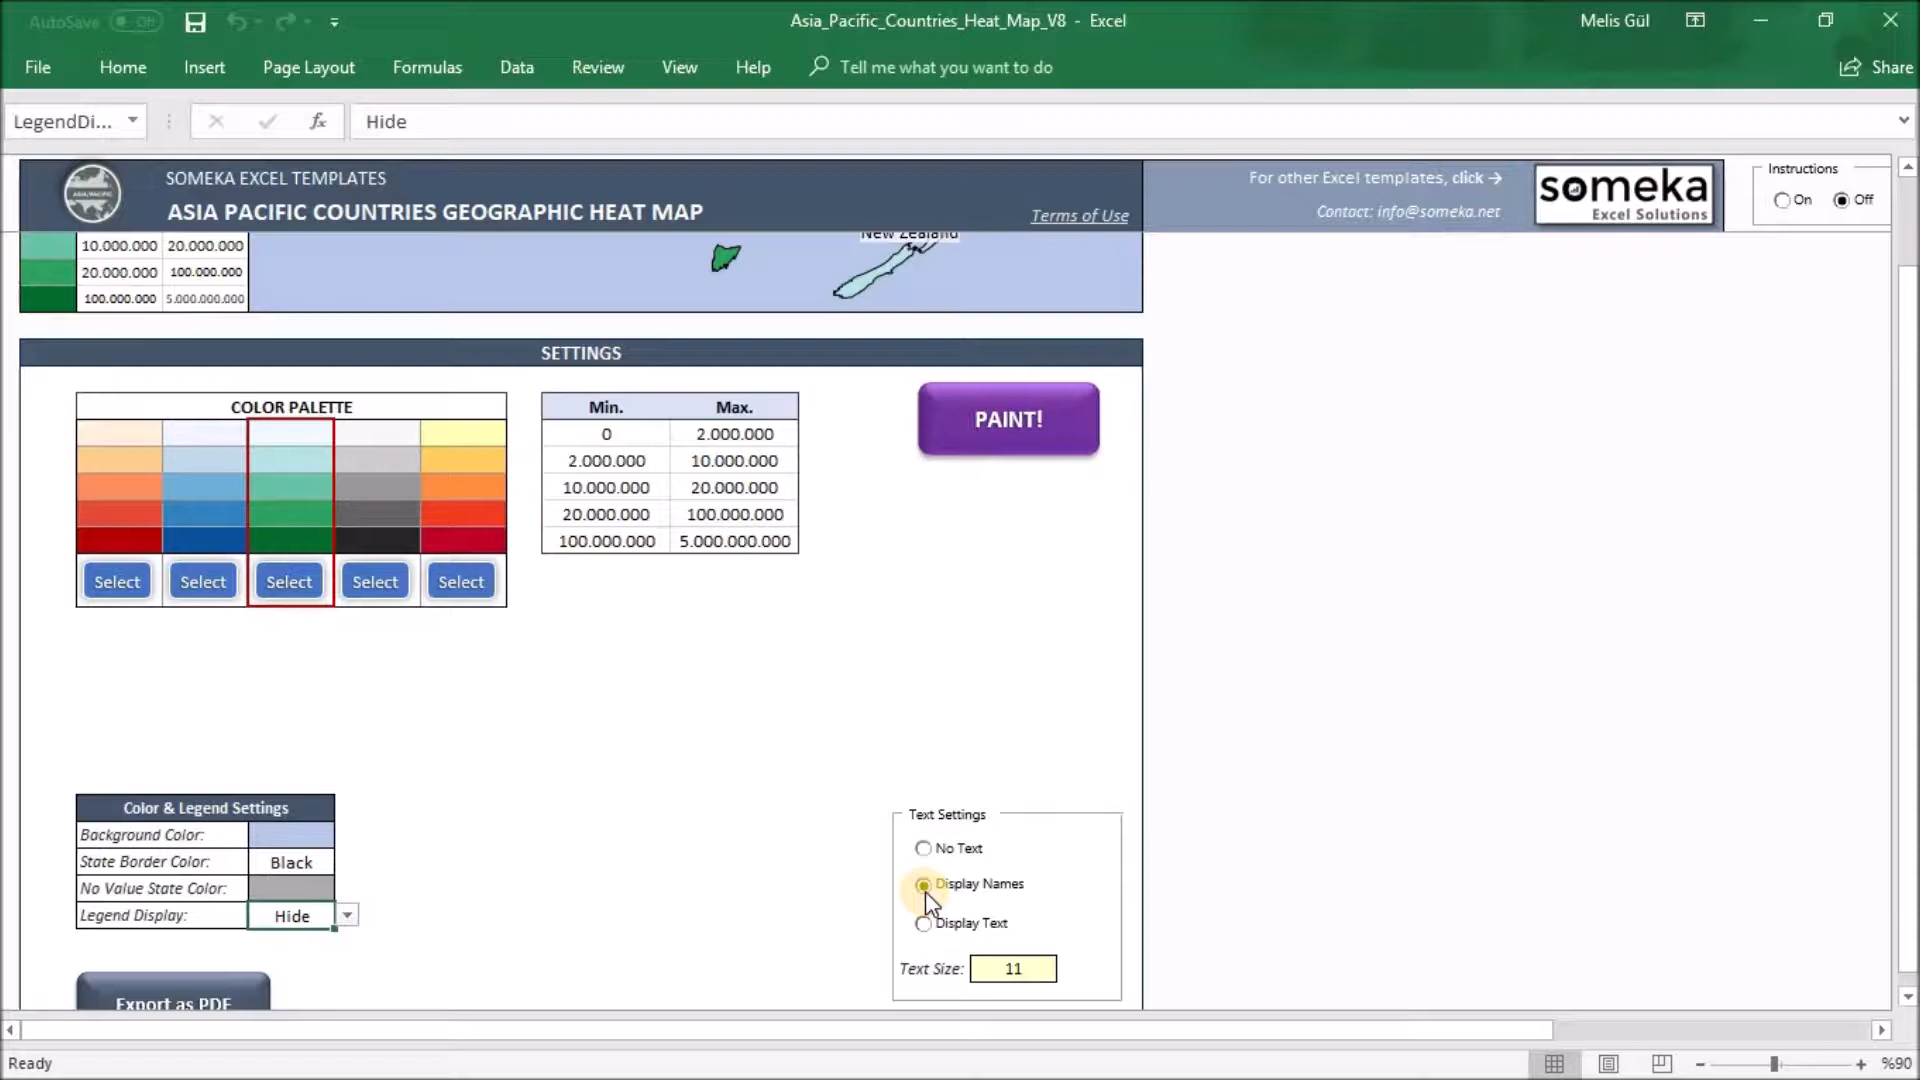 AutoSave Off
Asia_Pacific_Countries_Heat_Map_V8 - Excel
Melis Gül
File Home Insert Page Layout Formulas Data Review View Help Tell me what you want to do Share
LegendDi... fx Hide
SOMEKA EXCEL TEMPLATES
ASIA PACIFIC COUNTRIES GEOGRAPHIC HEAT MAP
ASIA/PACIFIC
Terms of Use
For other Excel templates, click →
Contact: info@someka.net
someka
Excel Solutions
Instructions
On Off
New Zealand
10.000.000 20.000.000
20.000.000 100.000.000
100.000.000 5.000.000.000
SETTINGS
COLOR PALETTE
Select Select Select Select Select
Min. Max.
0 2.000.000
2.000.000 10.000.000
10.000.000 20.000.000
20.000.000 100.000.000
100.000.000 5.000.000.000
PAINT!
Color & Legend Settings
Background Color:
State Border Color: Black
No Value State Color:
Legend Display: Hide
Export as PDF
Text Settings
No Text
Display Names
Display Text
Text Size: 11
Ready
%90